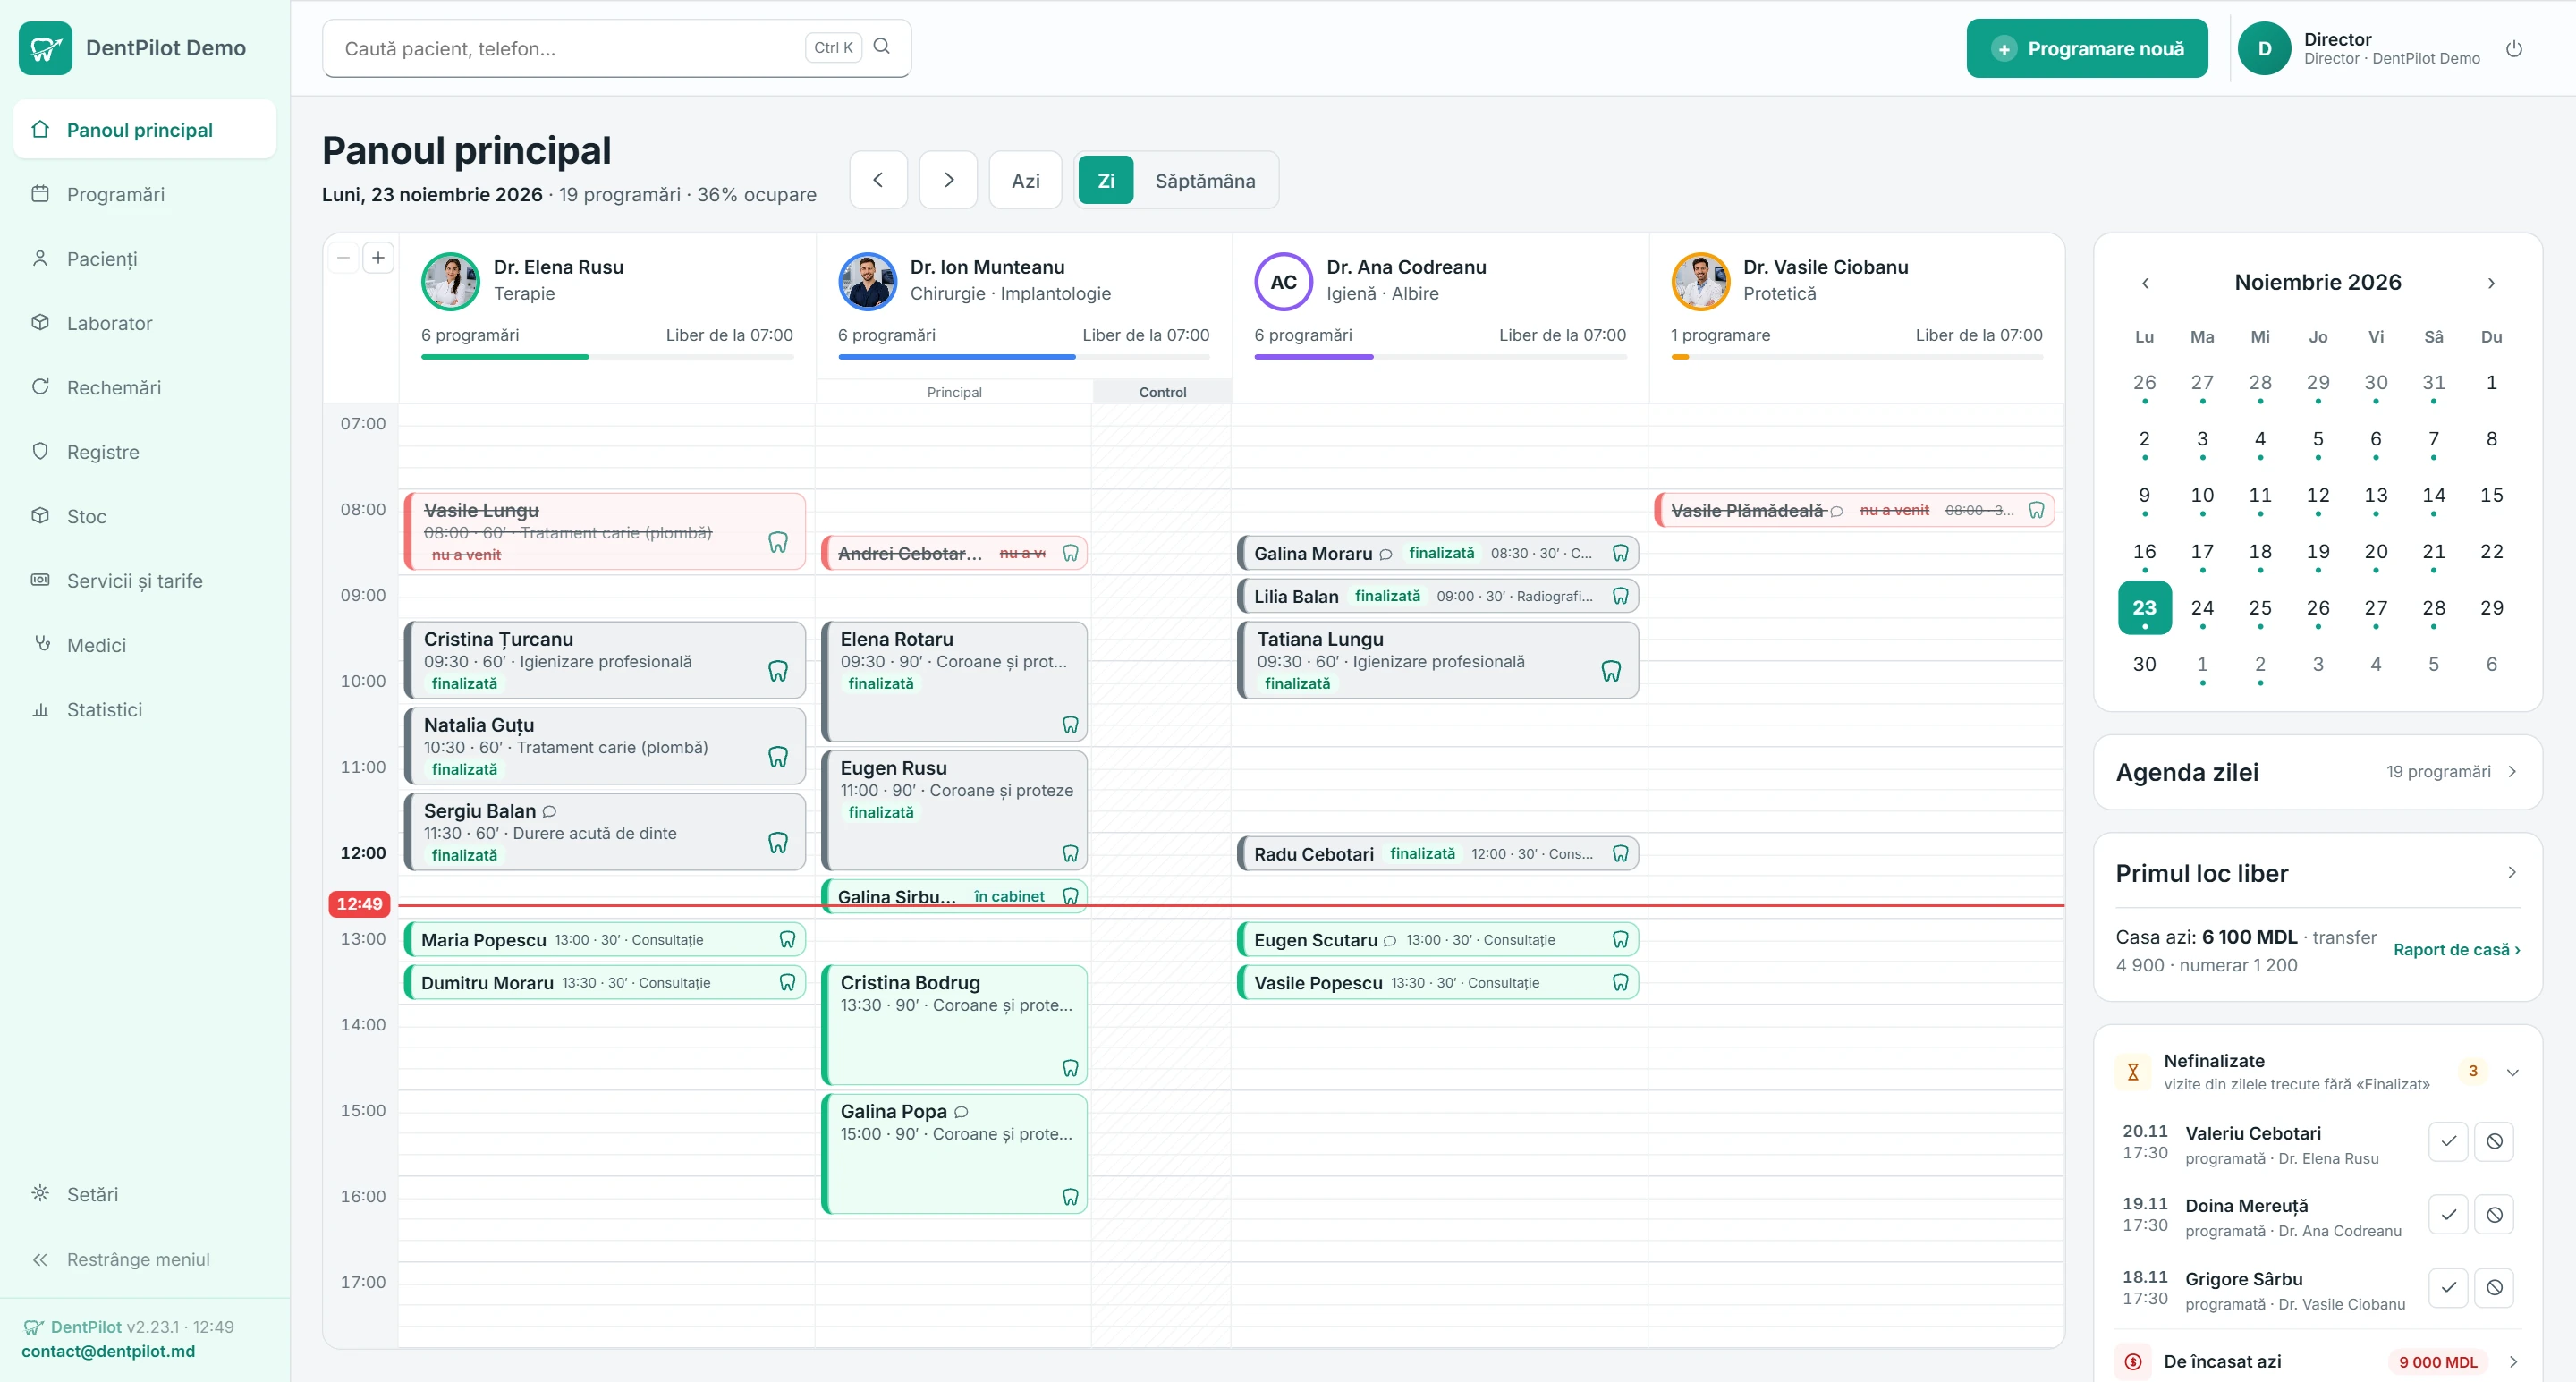 DentPilot Demo
Caută pacient, telefon...
Ctrl K
Programare nouă
D
Director
Director · DentPilot Demo
Panoul principal
Programări
Pacienți
Laborator
Rechemări
Registre
Stoc
Servicii și tarife
Medici
Statistici
Setări
Restrânge meniul
DentPilot v2.23.1 · 12:49
contact@dentpilot.md
Panoul principal
Luni, 23 noiembrie 2026 · 19 programări · 36% ocupare
Azi
Zi
Săptămâna
Dr. Elena Rusu
Terapie
6 programări
Liber de la 07:00
Dr. Ion Munteanu
Chirurgie · Implantologie
6 programări
Liber de la 07:00
Principal
Control
AC
Dr. Ana Codreanu
Igienă · Albire
6 programări
Liber de la 07:00
Dr. Vasile Ciobanu
Protetică
1 programare
Liber de la 07:00
07:00
08:00
09:00
10:00
11:00
12:00
12:49
13:00
14:00
15:00
16:00
17:00
Vasile Lungu
08:00 · 60′ · Tratament carie (plombă)
nu a venit
Cristina Țurcanu
09:30 · 60′ · Igienizare profesională
finalizată
Natalia Guțu
10:30 · 60′ · Tratament carie (plombă)
finalizată
Sergiu Balan
11:30 · 60′ · Durere acută de dinte
finalizată
Maria Popescu 13:00 · 30′ · Consultație
Dumitru Moraru 13:30 · 30′ · Consultație
Andrei Cebotar... nu a v
Elena Rotaru
09:30 · 90′ · Coroane și prot...
finalizată
Eugen Rusu
11:00 · 90′ · Coroane și proteze
finalizată
Galina Sîrbu... în cabinet
Cristina Bodrug
13:30 · 90′ · Coroane și prote...
Galina Popa
15:00 · 90′ · Coroane și prote...
Galina Moraru finalizată 08:30 · 30′ · C...
Lilia Balan finalizată 09:00 · 30′ · Radiografi...
Tatiana Lungu
09:30 · 60′ · Igienizare profesională
finalizată
Radu Cebotari finalizată 12:00 · 30′ · Cons...
Eugen Scutaru 13:00 · 30′ · Consultație
Vasile Popescu 13:30 · 30′ · Consultație
Vasile Plămădeală nu a venit 08:00 · 3...
Noiembrie 2026
Lu Ma Mi Jo Vi Sâ Du
26 27 28 29 30 31 1
2 3 4 5 6 7 8
9 10 11 12 13 14 15
16 17 18 19 20 21 22
23 24 25 26 27 28 29
30 1 2 3 4 5 6
Agenda zilei
19 programări
Primul loc liber
Casa azi: 6 100 MDL · transfer
4 900 · numerar 1 200
Raport de casă ›
Nefinalizate
vizite din zilele trecute fără «Finalizat»
3
20.11
17:30
Valeriu Cebotari
programată · Dr. Elena Rusu
19.11
17:30
Doina Mereuță
programată · Dr. Ana Codreanu
18.11
17:30
Grigore Sârbu
programată · Dr. Vasile Ciobanu
De încasat azi
9 000 MDL